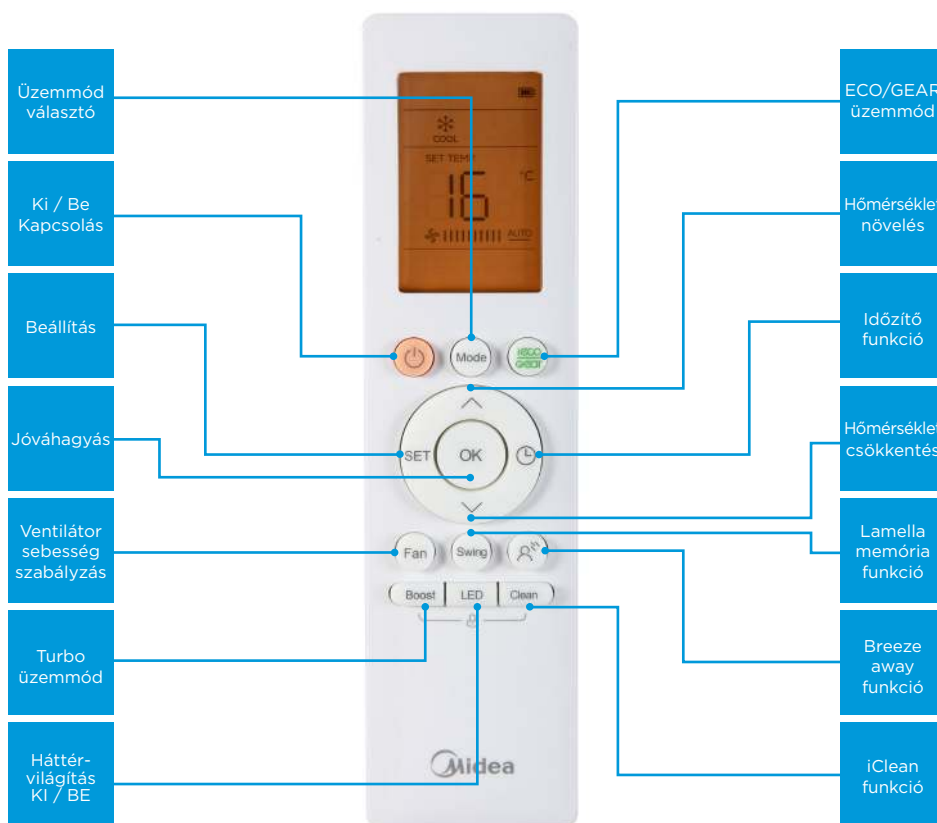 Üzemmód
választó
Ki / Be
Kapcsolás
Beállítás
Jóváhagyás
Ventilátor
sebesség
szabályzás
Turbo
üzemmód
Háttér-
világítás
KI / BE
COOL
SET TEMP
16 °C
AUTO
Mode
ECO
GEAR
SET
OK
Fan
Swing
Boost
LED
Clean
Midea
ECO/GEAR
üzemmód
Hőmérséklet
növelés
Időzítő
funkció
Hőmérséklet
csökkentés
Lamella
memória
funkció
Breeze
away
funkció
iClean
funkció